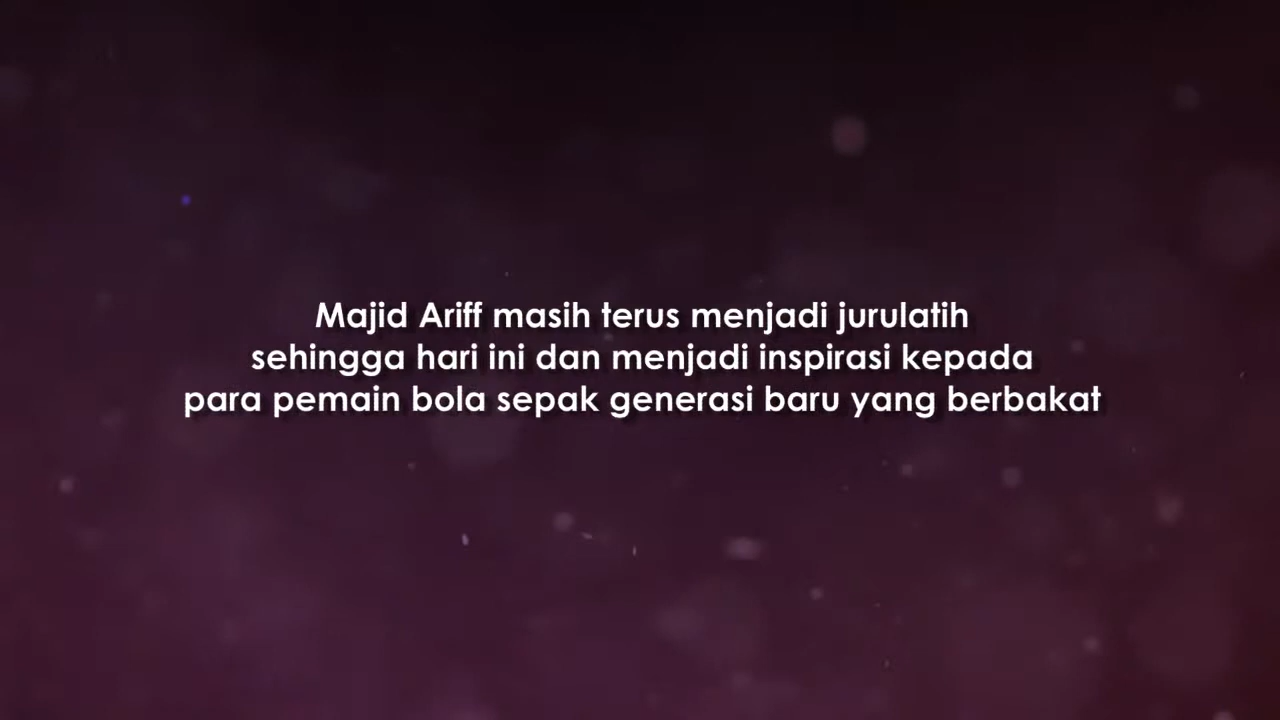 Majid Ariff masih terus menjadi jurulatih
sehingga hari ini dan menjadi inspirasi kepada
para pemain bola sepak generasi baru yang berbakat